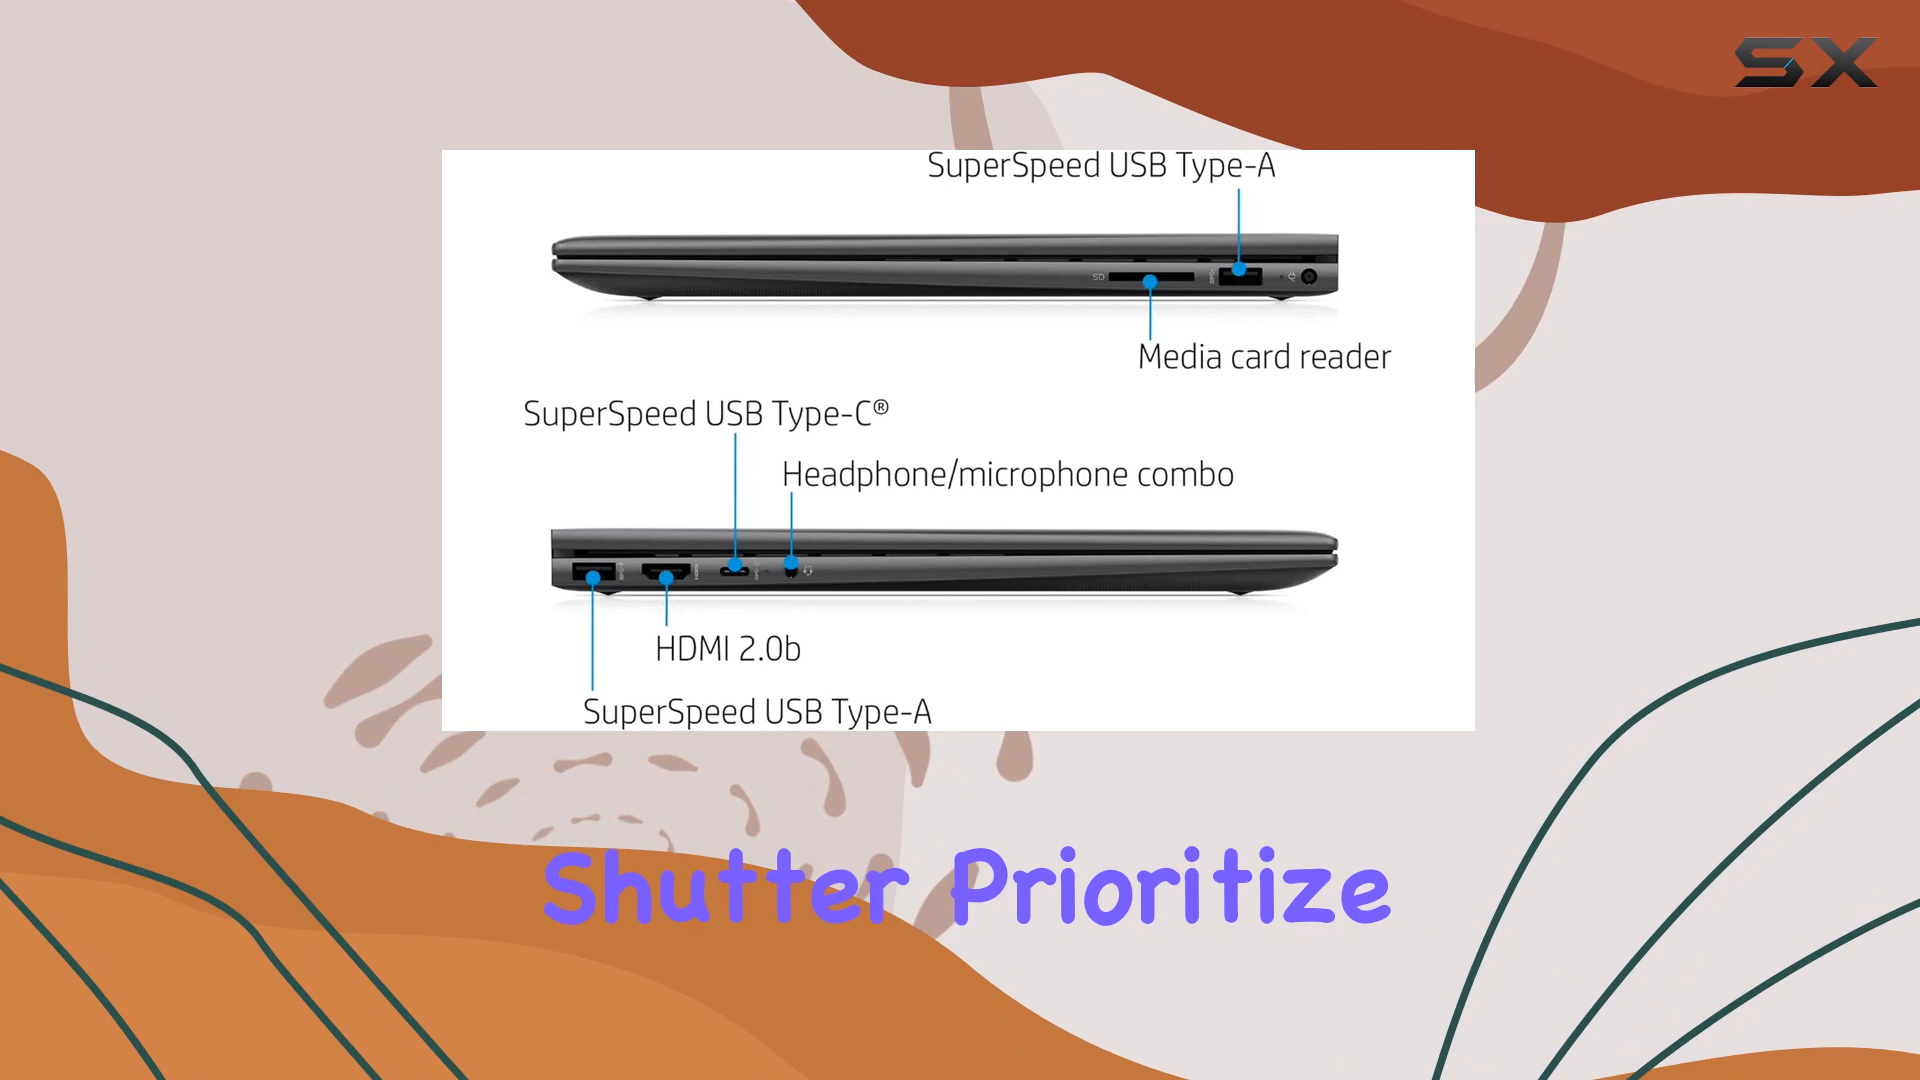 SX
SuperSpeed USB Type-A
SD
Media card reader
SuperSpeed USB Type-C®
Headphone/microphone combo
HDMI 2.0b
SuperSpeed USB Type-A
Shutter Prioritize